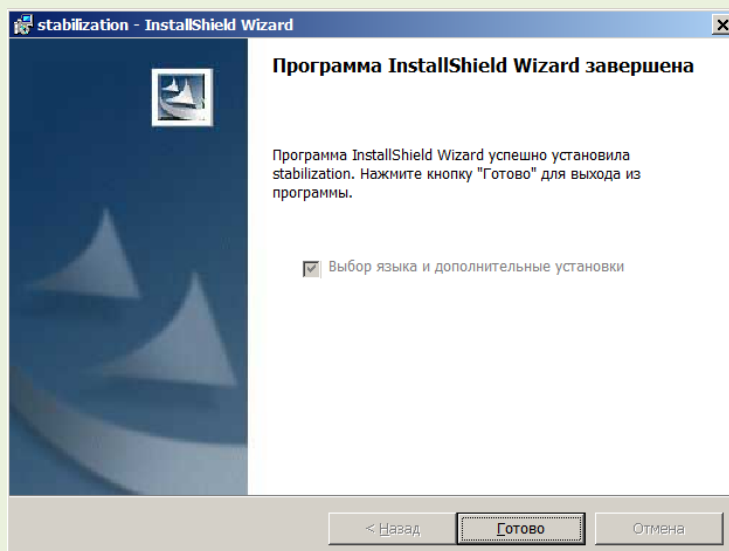 stabilization - InstallShield Wizard
Программа InstallShield Wizard завершена
Программа InstallShield Wizard успешно установила
stabilization. Нажмите кнопку "Готово" для выхода из
программы.
Выбор языка и дополнительные установки
< Назад
Готово
Отмена